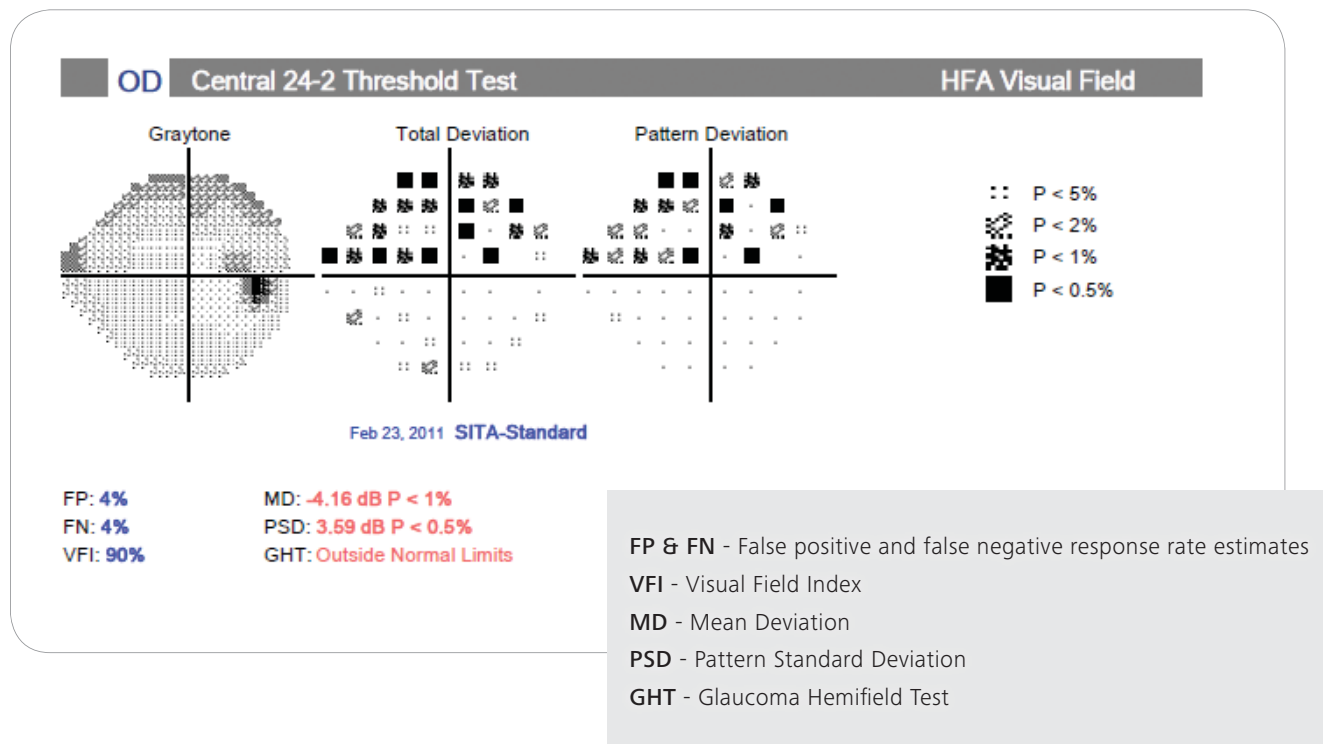 OD Central 24-2 Threshold Test HFA Visual Field
Graytone Total Deviation Pattern Deviation
P < 5%
P < 2%
P < 1%
P < 0.5%
Feb 23, 2011 SITA-Standard
FP: 4% MD: -4.16 dB P < 1%
FN: 4% PSD: 3.59 dB P < 0.5%
VFI: 90% GHT: Outside Normal Limits
FP & FN - False positive and false negative response rate estimates
VFI - Visual Field Index
MD - Mean Deviation
PSD - Pattern Standard Deviation
GHT - Glaucoma Hemifield Test